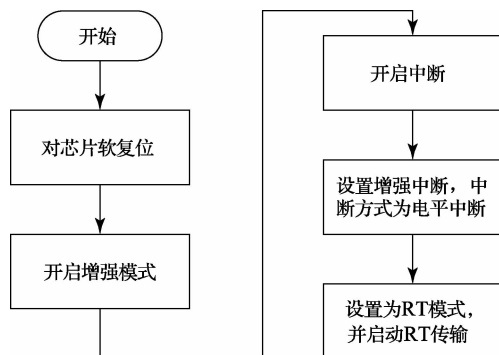 开始
对芯片软复位
开启增强模式
开启中断
设置增强中断，中
断方式为电平中断
设置为RT模式，
并启动RT传输